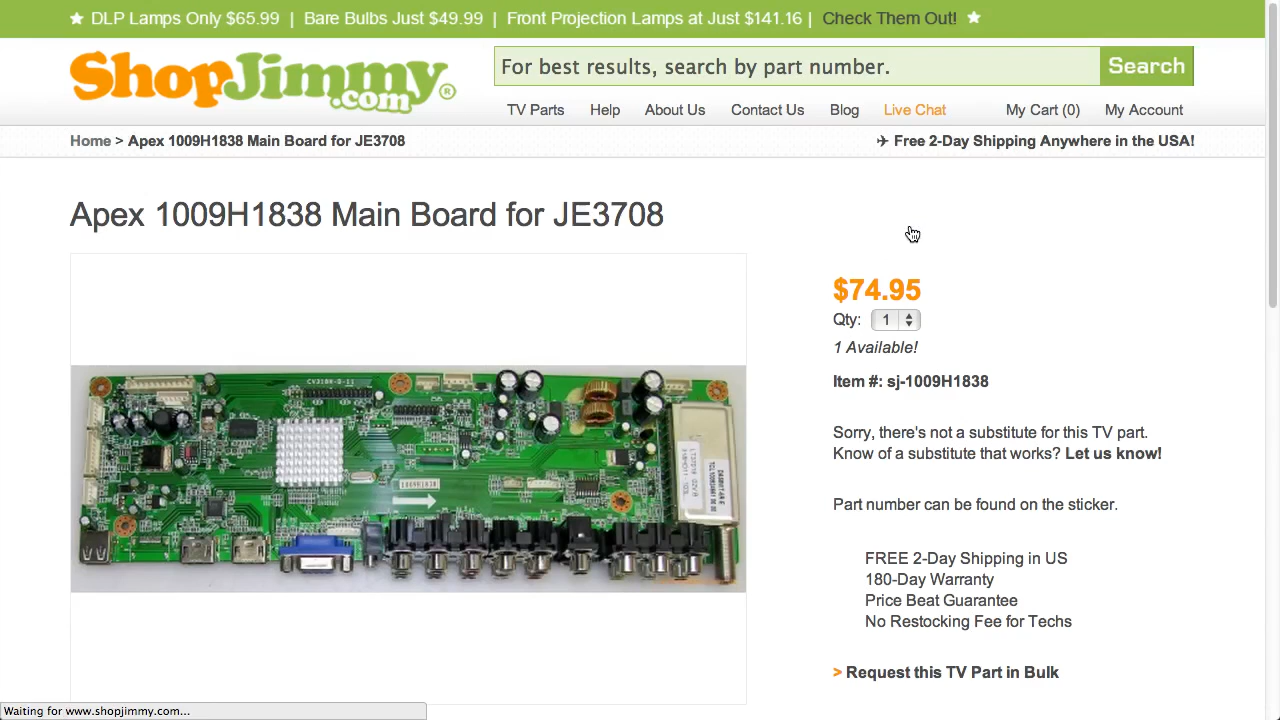 DLP Lamps Only $65.99 | Bare Bulbs Just $49.99 | Front Projection Lamps at Just $141.16 | Check Them Out!
ShopJimmy.com®
For best results, search by part number.
Search
TV Parts Help About Us Contact Us Blog Live Chat My Cart (0) My Account
Home > Apex 1009H1838 Main Board for JE3708
Free 2-Day Shipping Anywhere in the USA!
Apex 1009H1838 Main Board for JE3708
$74.95
Qty: 1
1 Available!
Item #: sj-1009H1838
Sorry, there's not a substitute for this TV part.
Know of a substitute that works? Let us know!
Part number can be found on the sticker.
FREE 2-Day Shipping in US
180-Day Warranty
Price Beat Guarantee
No Restocking Fee for Techs
> Request this TV Part in Bulk
Waiting for www.shopjimmy.com...